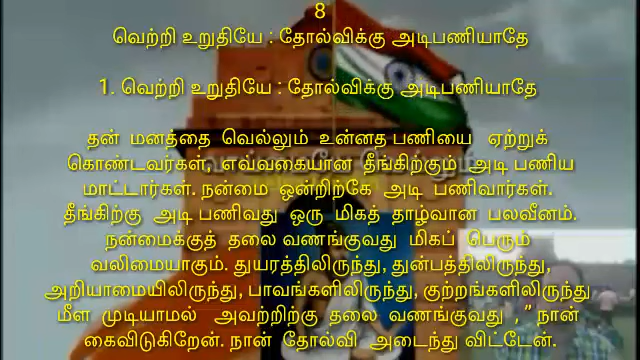 8
வெற்றி உறுதியே : தோல்விக்கு அடிபணியாதே
1. வெற்றி உறுதியே : தோல்விக்கு அடிபணியாதே
தன் மனத்தை வெல்லும் உன்னத பணியை ஏற்றுக்
கொண்டவர்கள், எவ்வகையான தீங்கிற்கும் அடி பணிய
மாட்டார்கள். நன்மை ஒன்றிற்கே அடி பணிவார்கள்.
தீங்கிற்கு அடி பணிவது ஒரு மிகத் தாழ்வான பலவீனம்.
நன்மைக்குத் தலை வணங்குவது மிகப் பெரும்
வலிமையாகும். துயரத்திலிருந்து, துன்பத்திலிருந்து,
அறியாமையிலிருந்து, பாவங்களிலிருந்து, குற்றங்களிலிருந்து
மீள முடியாமல் அவற்றிற்கு தலை வணங்குவது , ” நான்
கைவிடுகிறேன். நான் தோல்வி அடைந்து விட்டேன்.